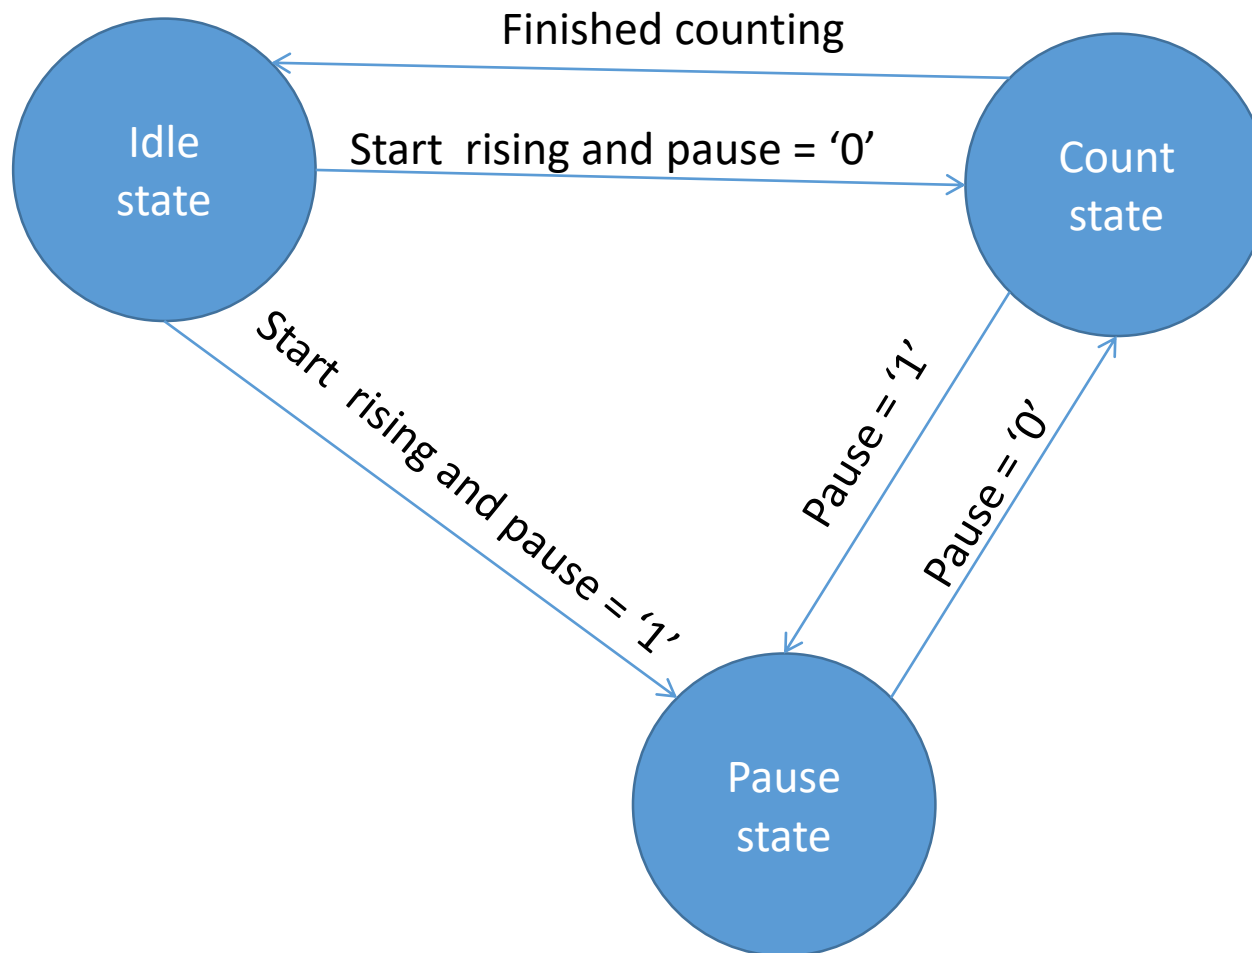 Finished counting
Idle
state
Start  rising and pause = ‘0’
Count
state
Start  rising and pause = ‘1’
Pause = ‘1’
Pause = ‘0’
Pause
state